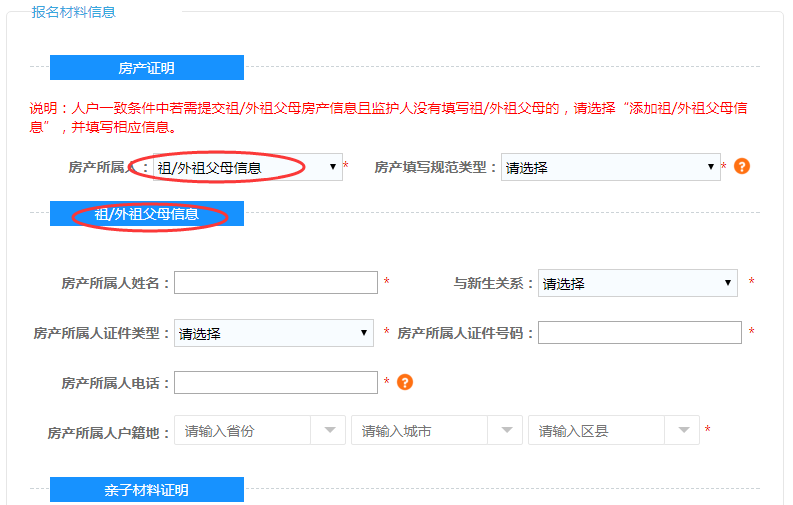 报名材料信息
房产证明
说明：人户一致条件中若需提交祖/外祖父母房产信息且监护人没有填写祖/外祖父母的，请选择“添加祖/外祖父母信
息”，并填写相应信息。
房产所属人： 祖/外祖父母信息 * 房产填写规范类型： 请选择 * ?
祖/外祖父母信息
房产所属人姓名： * 与新生关系： 请选择 *
房产所属人证件类型： 请选择 * 房产所属人证件号码： *
房产所属人电话： * ?
房产所属人户籍地： 请输入省份 请输入城市 请输入区县 *
亲子材料证明